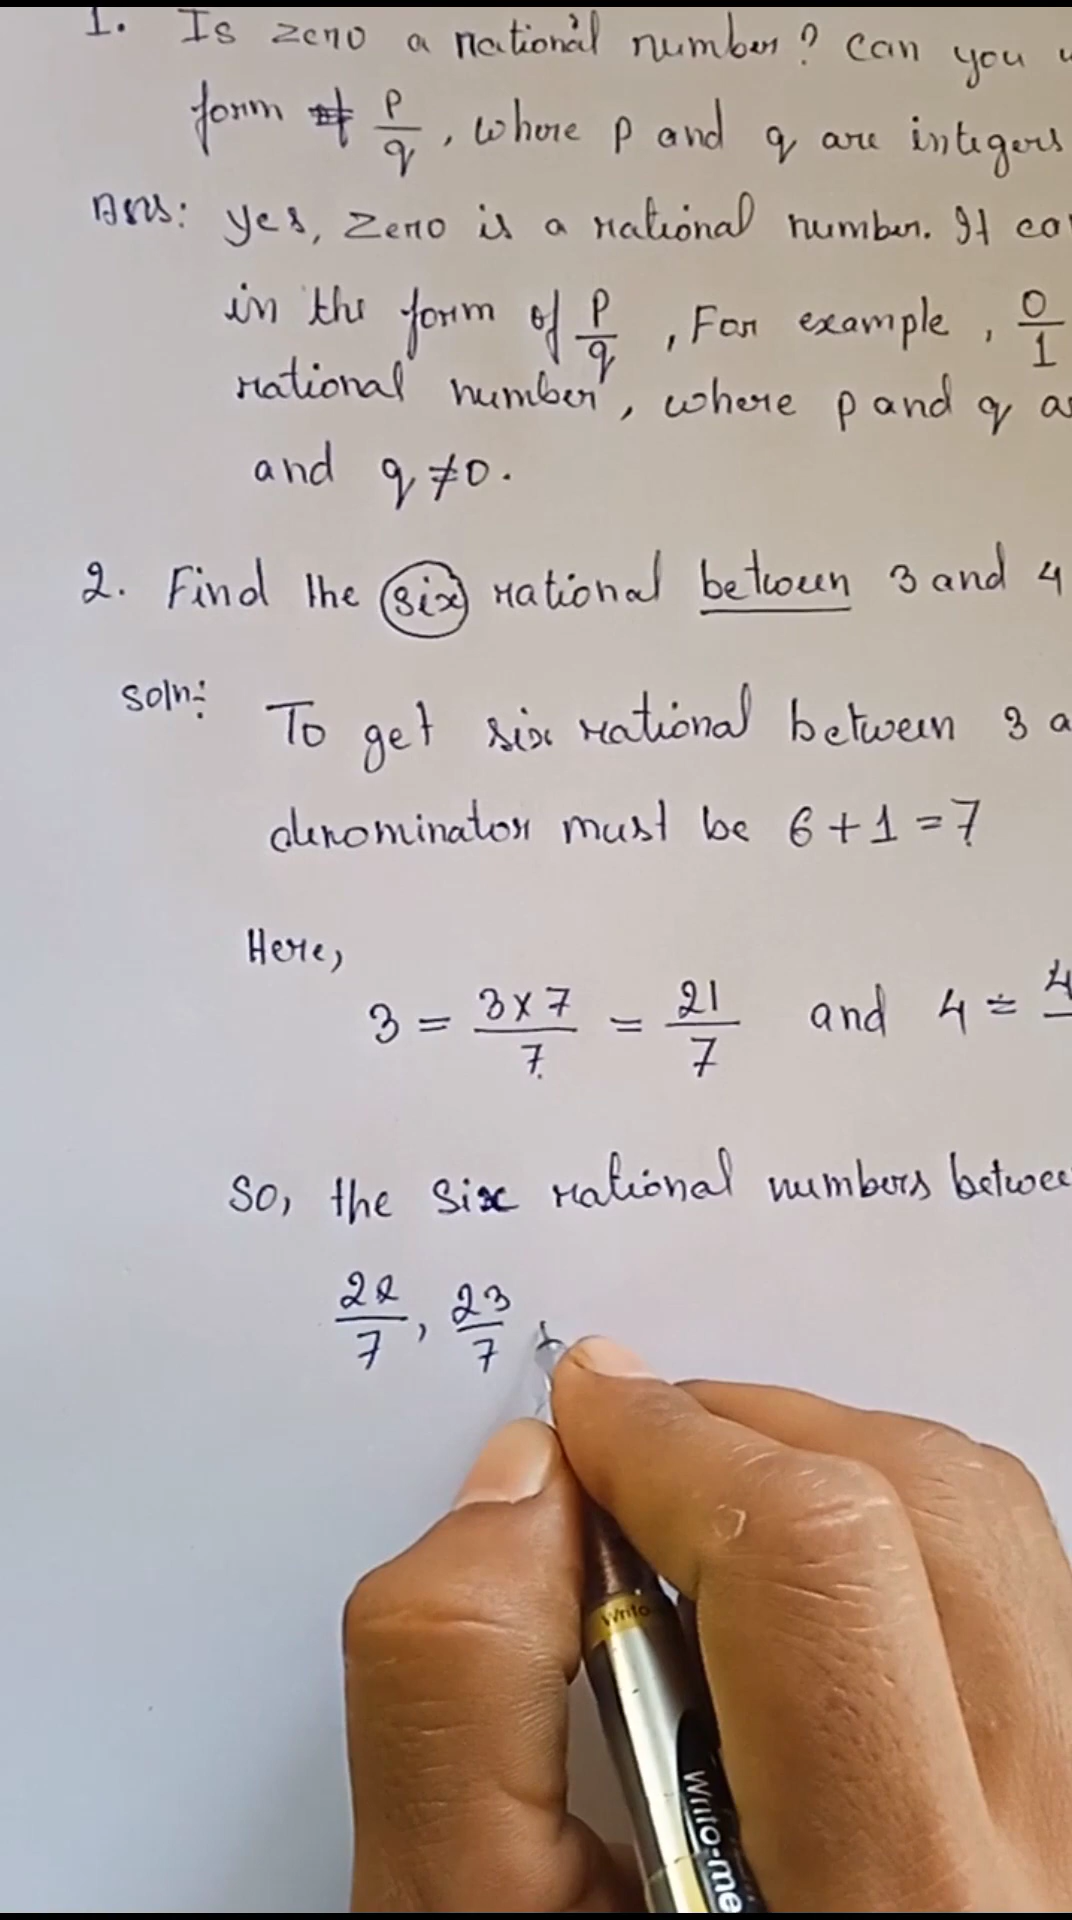 1. Is zero a rational number? Can you
form of p/q, where p and q are integers
Ans: Yes, Zero is a rational number. It
in the form of p/q, For example, 0/1
rational number, where p and q
and q ≠ 0.
2. Find the six rational between 3 and 4
Soln:
To get six rational between 3
denominator must be 6+1=7
Here,
3 = 3×7/7 = 21/7 and 4 = 4
So, the six rational numbers
22/7, 23/7
Writo
Writo-me